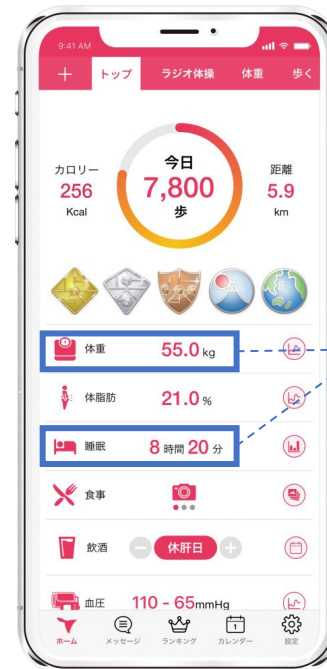 9:41 AM
＋ トップ ラジオ体操 体重 歩く
カロリー
256
Kcal
今日
7,800
歩
距離
5.9
km
体重 55.0 kg
体脂肪 21.0 %
睡眠 8 時間 20 分
食事
飲酒 − 休肝日 +
血圧 110 - 65mmHg
ホーム メッセージ ランキング カレンダー 設定
1